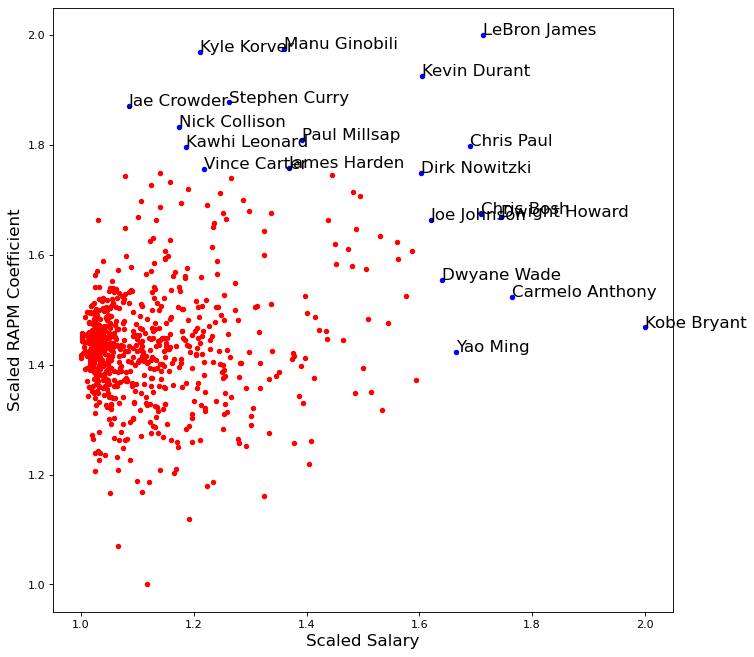 2.0
LeBron James
Kyle Korver
Manu Ginobili
Kevin Durant
Jae Crowder
Stephen Curry
Nick Collison
1.8
Kawhi Leonard
Paul Millsap
Chris Paul
Vince Carter
James Harden
Dirk Nowitzki
Chris Bosh
Joe Johnson
Dwight Howard
1.6
Dwyane Wade
Carmelo Anthony
Kobe Bryant
Yao Ming
1.4
1.2
1.0
Scaled RAPM Coefficient
1.0 1.2 1.4 1.6 1.8 2.0
Scaled Salary